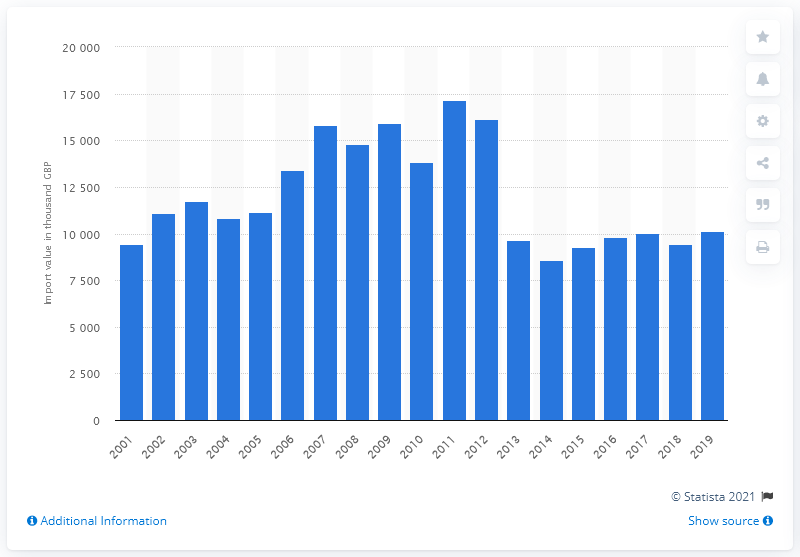 20 000
17 500
15 000
12 500
10 000
7 500
5 000
2 500
0
Import value in thousand GBP
2001 2002 2003 2004 2005 2006 2007 2008 2009 2010 2011 2012 2013 2014 2015 2016 2017 2018 2019
© Statista 2021
Additional Information
Show source